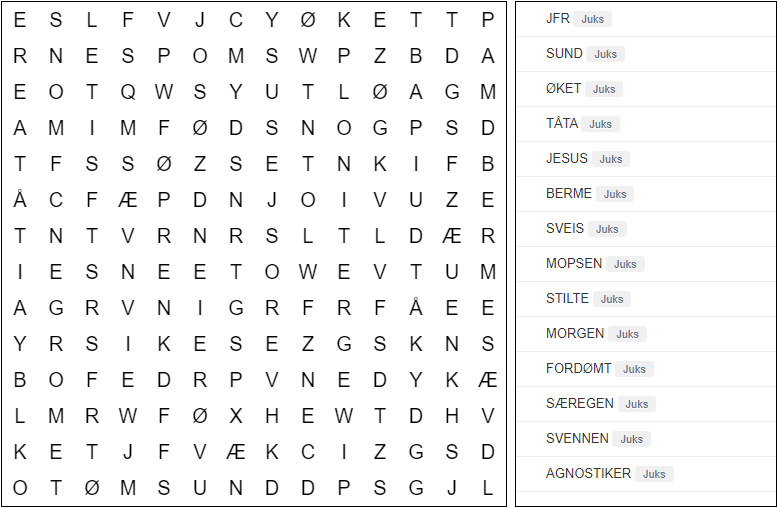 E S L F V J C Y Ø K E T T P
R N E S P O M S W P Z B D A
E O T Q W S Y U T L Ø A G M
A M I M F Ø D S N O G P S D
T F S S Ø Z S E T N K I F B
Å C F Æ P D N J O I V U Z E
T N T V R N R S L T L D Æ R
I E S N E E T O W E V T U M
A G R V N I G R F R F Å E E
Y R S I K E S E Z G S K N S
B O F E D R P V N E D Y K Æ
L M R W F Ø X H E W T D H V
K E T J F V Æ K C I Z G S D
O T Ø M S U N D D P S G J L
JFR Juks
SUND Juks
ØKET Juks
TÅTA Juks
JESUS Juks
BERME Juks
SVEIS Juks
MOPSEN Juks
STILTE Juks
MORGEN Juks
FORDØMT Juks
SÆREGEN Juks
SVENNEN Juks
AGNOSTIKER Juks